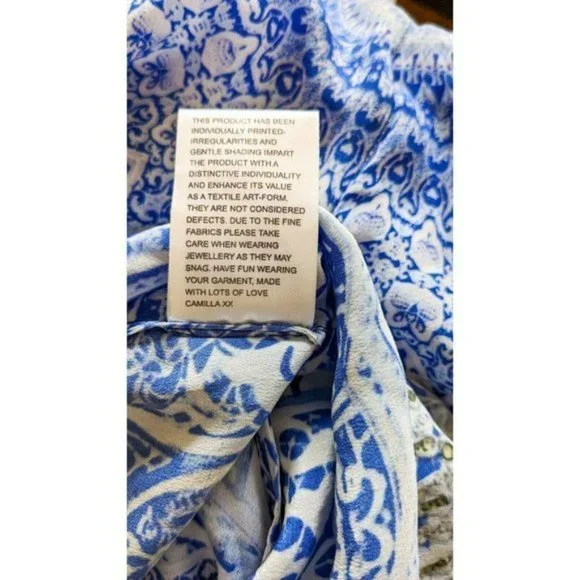 THIS PRODUCT HAS BEEN
INDIVIDUALLY PRINTED-
IRREGULARITIES AND
GENTLE SHADING IMPART
THE PRODUCT WITH A
DISTINCTIVE INDIVIDUALITY
AND ENHANCE ITS VALUE
AS A TEXTILE ART-FORM.
THEY ARE NOT CONSIDERED
DEFECTS. DUE TO THE FINE
FABRICS PLEASE TAKE
CARE WHEN WEARING
JEWELLERY AS THEY MAY
SNAG. HAVE FUN WEARING
YOUR GARMENT, MADE
WITH LOTS OF LOVE
CAMILLA XX